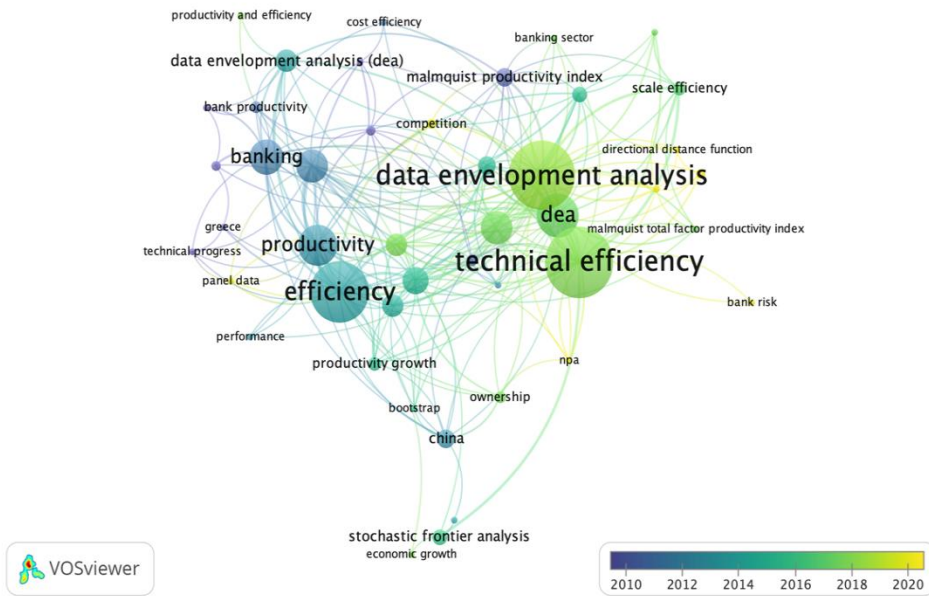 productivity and efficiency
cost efficiency
banking sector
data envelopment analysis (dea)
malmquist productivity index
scale efficiency
bank productivity
competition
directional distance function
banking
data envelopment analysis
dea
greece
malmquist total factor productivity index
productivity
technical progress
technical efficiency
panel data
efficiency
bank risk
performance
productivity growth
npa
ownership
bootstrap
china
stochastic frontier analysis
economic growth
VOSviewer
2010 2012 2014 2016 2018 2020